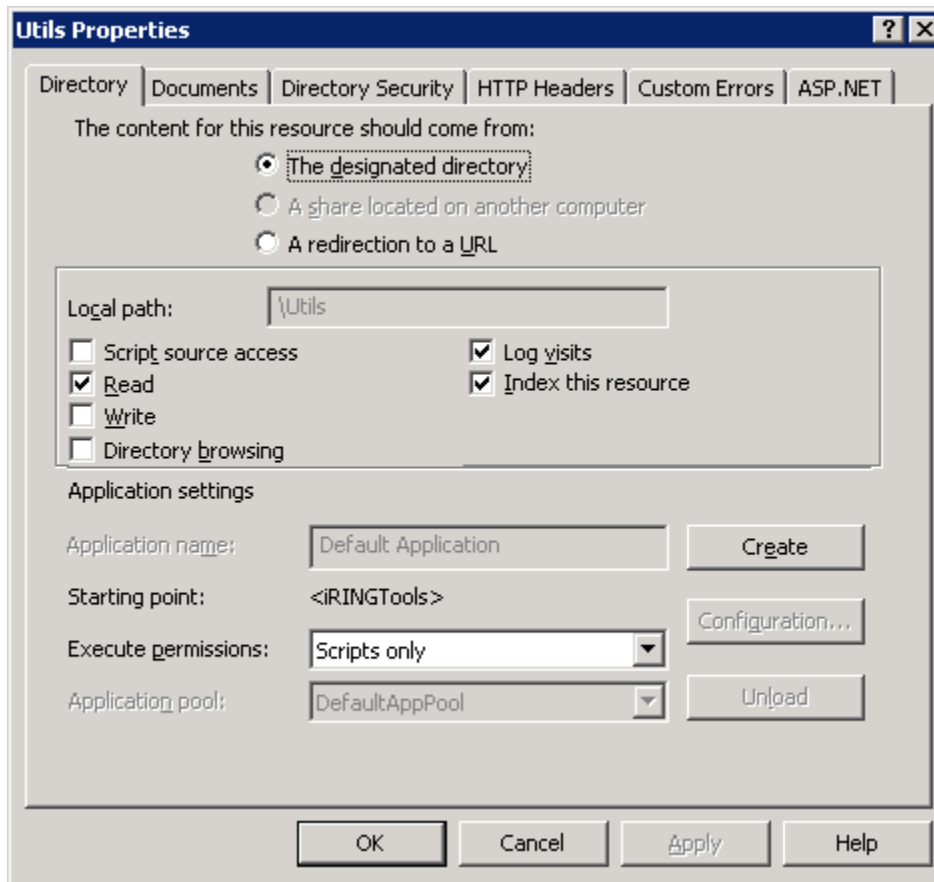 Utils Properties
Directory Documents Directory Security HTTP Headers Custom Errors ASP.NET
The content for this resource should come from:
The designated directory
A share located on another computer
A redirection to a URL
Local path: \Utils
Script source access Log visits
Read Index this resource
Write
Directory browsing
Application settings
Application name: Default Application Create
Starting point: <iRINGTools>
Configuration...
Execute permissions: Scripts only
Application pool: DefaultAppPool Unload
OK Cancel Apply Help